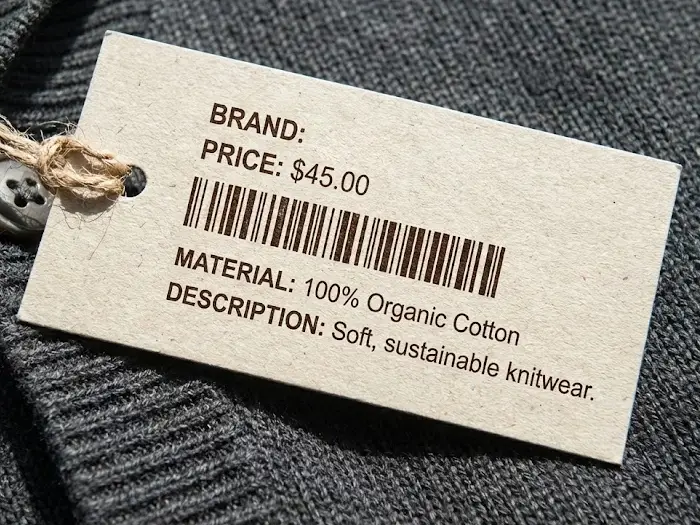 BRAND:
PRICE: $45.00
MATERIAL: 100% Organic Cotton
DESCRIPTION: Soft, sustainable knitwear.